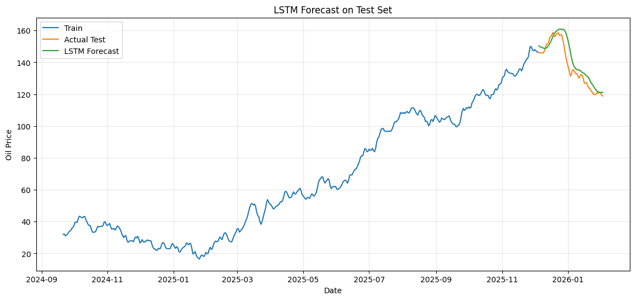 LSTM Forecast on Test Set
Train
Actual Test
LSTM Forecast
Oil Price
160
140
120
100
80
60
40
20
2024-09
2024-11
2025-01
2025-03
2025-05
2025-07
2025-09
2025-11
2026-01
Date